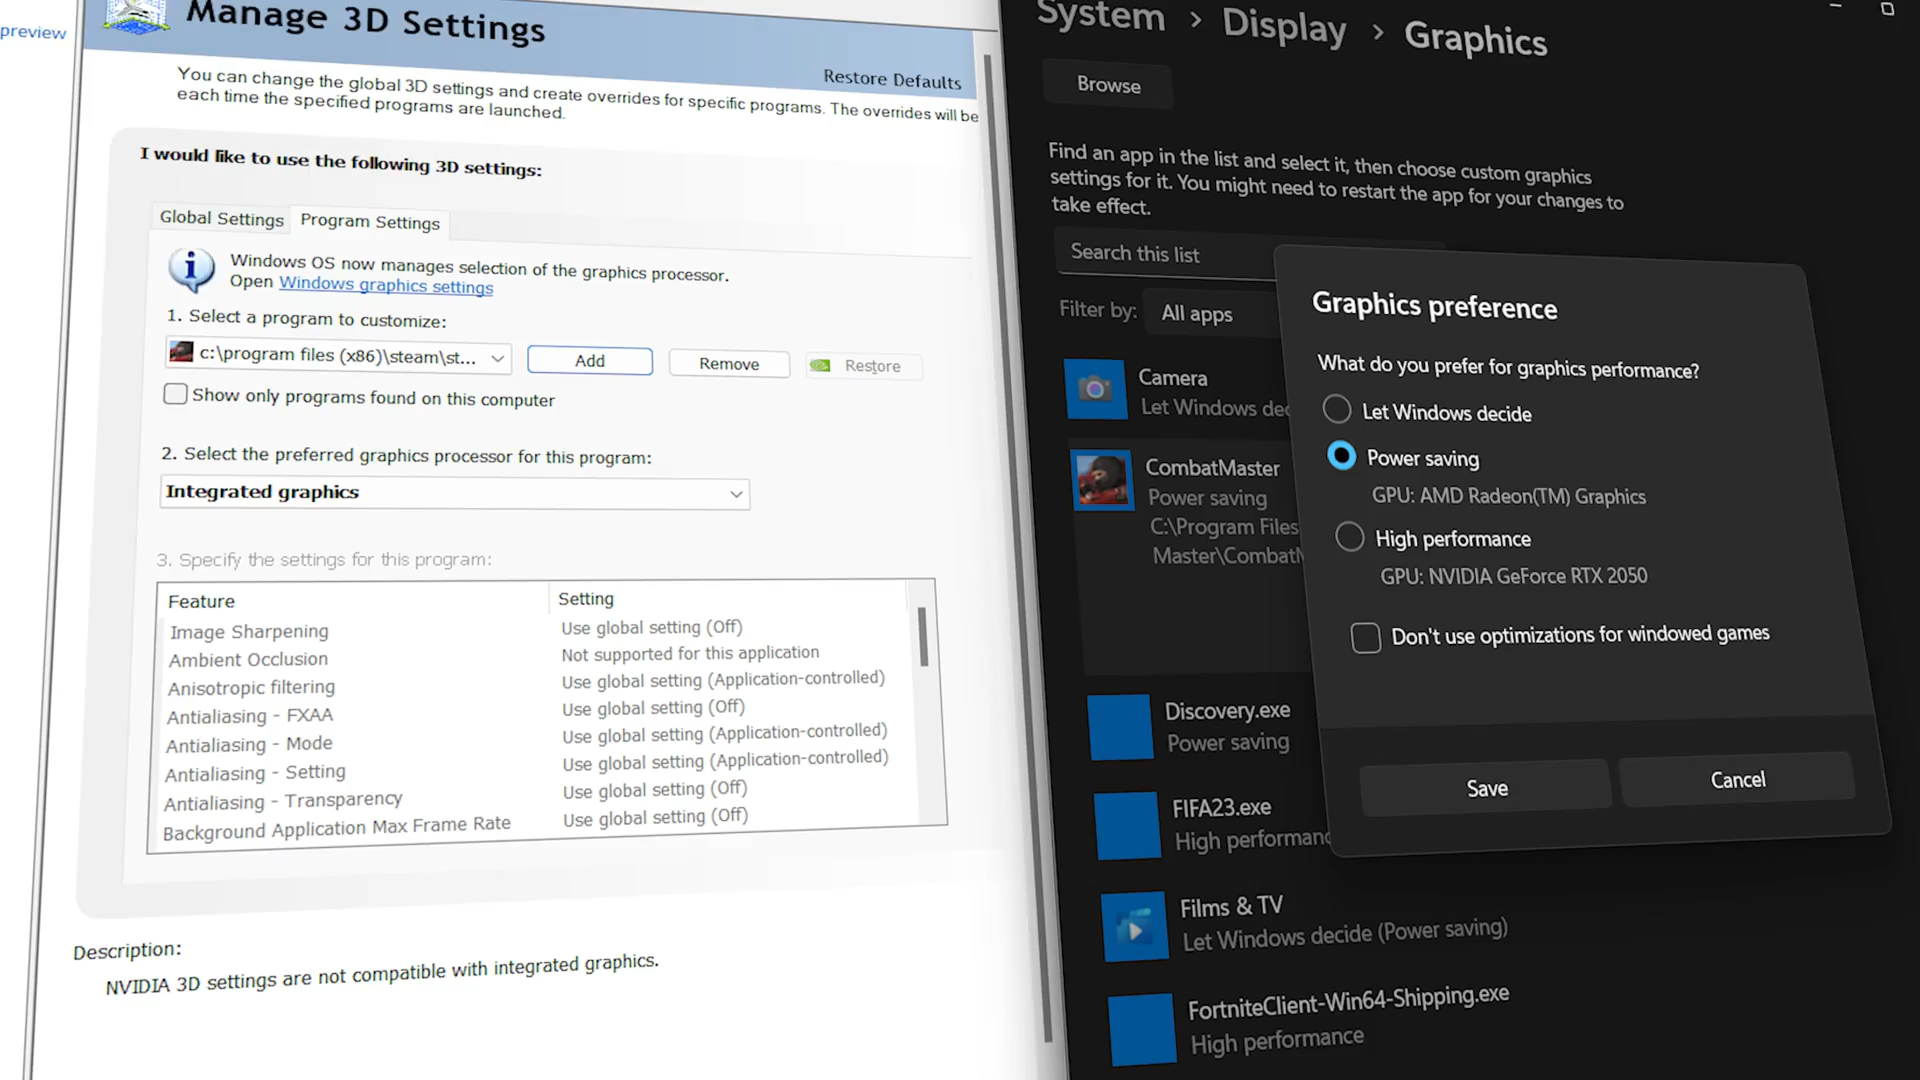 preview
Manage 3D Settings
Restore Defaults
You can change the global 3D settings and create overrides for specific programs. The overrides will be
each time the specified programs are launched.
I would like to use the following 3D settings:
Global Settings
Program Settings
Windows OS now manages selection of the graphics processor.
Open Windows graphics settings
1. Select a program to customize:
c:\program files (x86)\steam\st...
Add
Remove
Restore
Show only programs found on this computer
2. Select the preferred graphics processor for this program:
Integrated graphics
3. Specify the settings for this program:
Feature Setting
Image Sharpening Use global setting (Off)
Ambient Occlusion Not supported for this application
Anisotropic filtering Use global setting (Application-controlled)
Antialiasing - FXAA Use global setting (Off)
Antialiasing - Mode Use global setting (Application-controlled)
Antialiasing - Setting Use global setting (Application-controlled)
Antialiasing - Transparency Use global setting (Off)
Background Application Max Frame Rate Use global setting (Off)
Description:
NVIDIA 3D settings are not compatible with integrated graphics.
System > Display > Graphics
Browse
Find an app in the list and select it, then choose custom graphics
settings for it. You might need to restart the app for your changes to
take effect.
Search this list
Filter by: All apps
Camera
Let Windows dec
CombatMaster
Power saving
C:\Program Files
Master\CombatM
Discovery.exe
Power saving
FIFA23.exe
High performanc
Films & TV
Let Windows decide (Power saving)
FortniteClient-Win64-Shipping.exe
High performance
Graphics preference
What do you prefer for graphics performance?
Let Windows decide
Power saving
GPU: AMD Radeon(TM) Graphics
High performance
GPU: NVIDIA GeForce RTX 2050
Don't use optimizations for windowed games
Save
Cancel